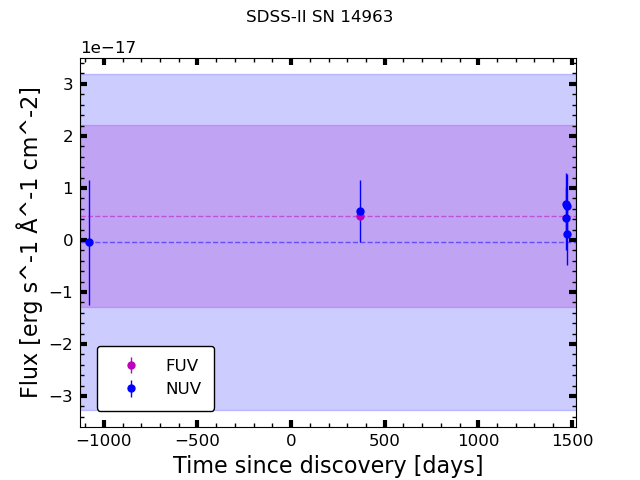 SDSS-II SN 14963
1e−17
Flux [erg s^-1 Å^-1 cm^-2]
3
2
1
0
−1
−2
−3
FUV
NUV
−1000 −500 0 500 1000 1500
Time since discovery [days]